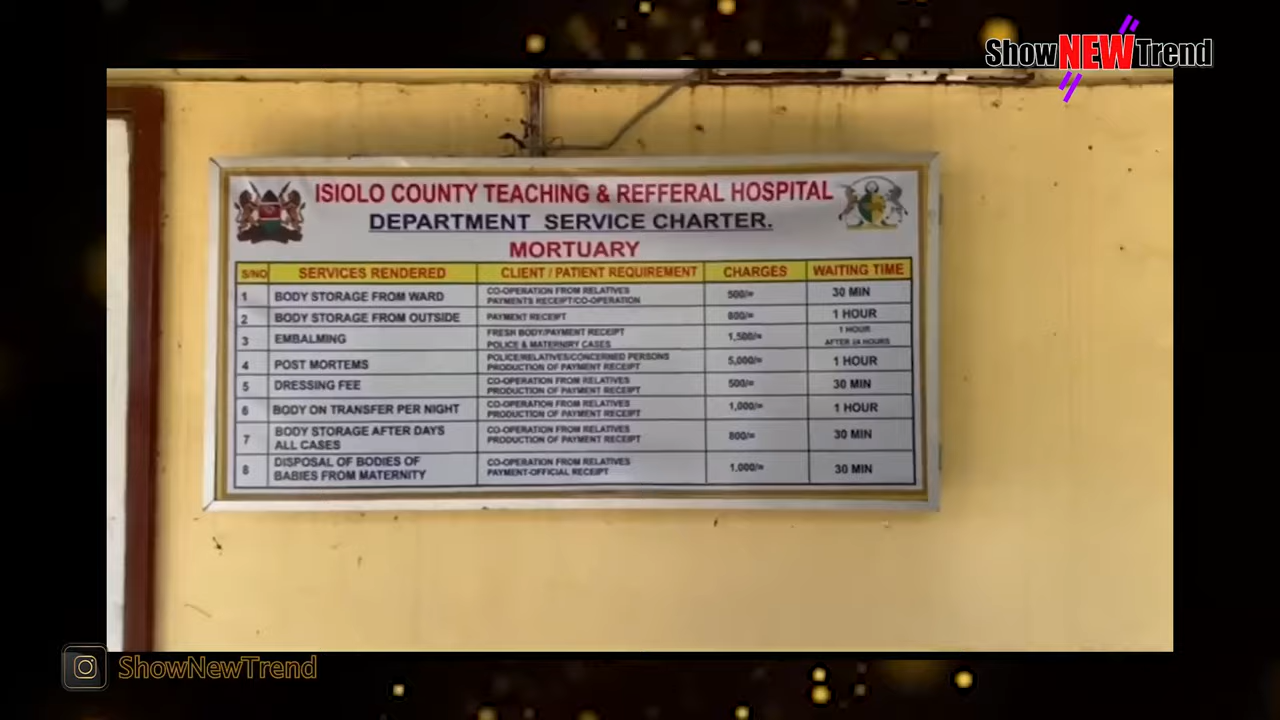 ShowNEWTrend
ISIOLO COUNTY TEACHING & REFFERAL HOSPITAL
DEPARTMENT SERVICE CHARTER.
MORTUARY
S/NO SERVICES RENDERED CLIENT / PATIENT REQUIREMENT CHARGES WAITING TIME
1 BODY STORAGE FROM WARD CO-OPERATION FROM RELATIVES 500/= 30 MIN
PAYMENTS RECEIPT/CO-OPERATION
2 BODY STORAGE FROM OUTSIDE PAYMENT RECEIPT 800/= 1 HOUR
3 EMBALMING FRESH BODY/PAYMENT RECEIPT 1,500/= 1 HOUR
POLICE & MATERNIRY CASES AFTER 24 HOURS
4 POST MORTEMS POLICE/RELATIVES/CONCERNED PERSONS 5,000/= 1 HOUR
PRODUCTION OF PAYMENT RECEIPT
5 DRESSING FEE CO-OPERATION FROM RELATIVES 500/= 30 MIN
PRODUCTION OF PAYMENT RECEIPT
6 BODY ON TRANSFER PER NIGHT CO-OPERATION FROM RELATIVES 1,000/= 1 HOUR
PRODUCTION OF PAYMENT RECEIPT
7 BODY STORAGE AFTER DAYS CO-OPERATION FROM RELATIVES 800/= 30 MIN
ALL CASES PRODUCTION OF PAYMENT RECEIPT
8 DISPOSAL OF BODIES OF CO-OPERATION FROM RELATIVES 1,000/= 30 MIN
BABIES FROM MATERNITY PAYMENT-OFFICIAL RECEIPT
ShowNewTrend